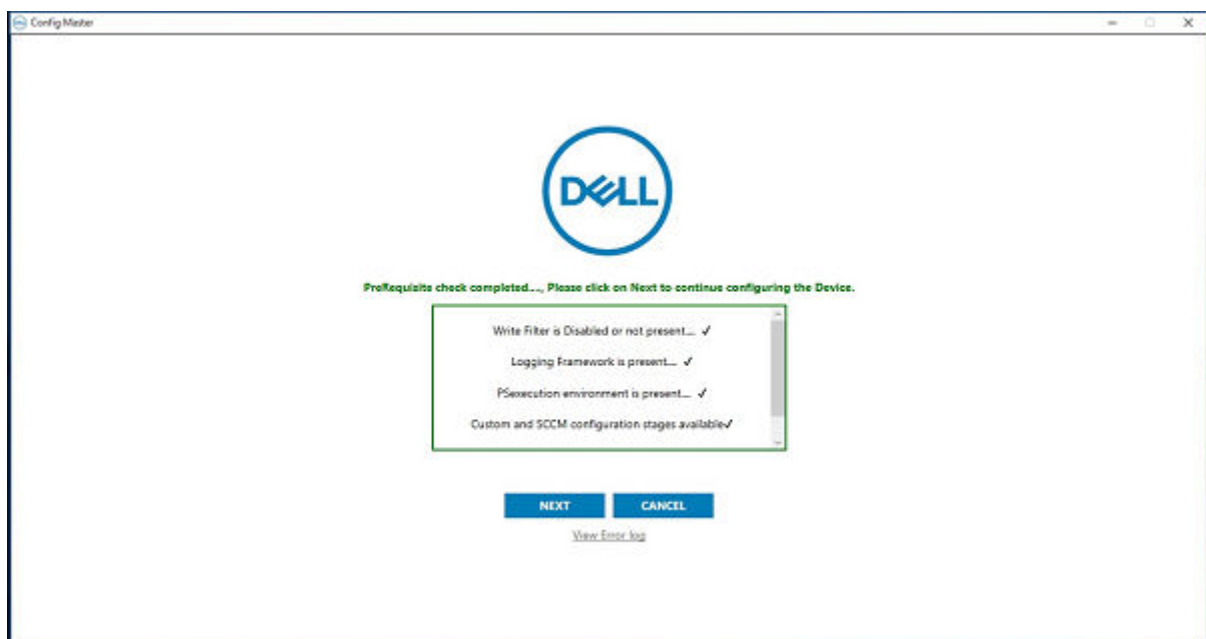 Config Master
DELL
PreRequisite check completed...., Please click on Next to continue configuring the Device.
Write Filter is Disabled or not present.... ✓
Logging Framework is present.... ✓
PSexecution environment is present.... ✓
Custom and SCCM configuration stages available✓
NEXT CANCEL
View Error log